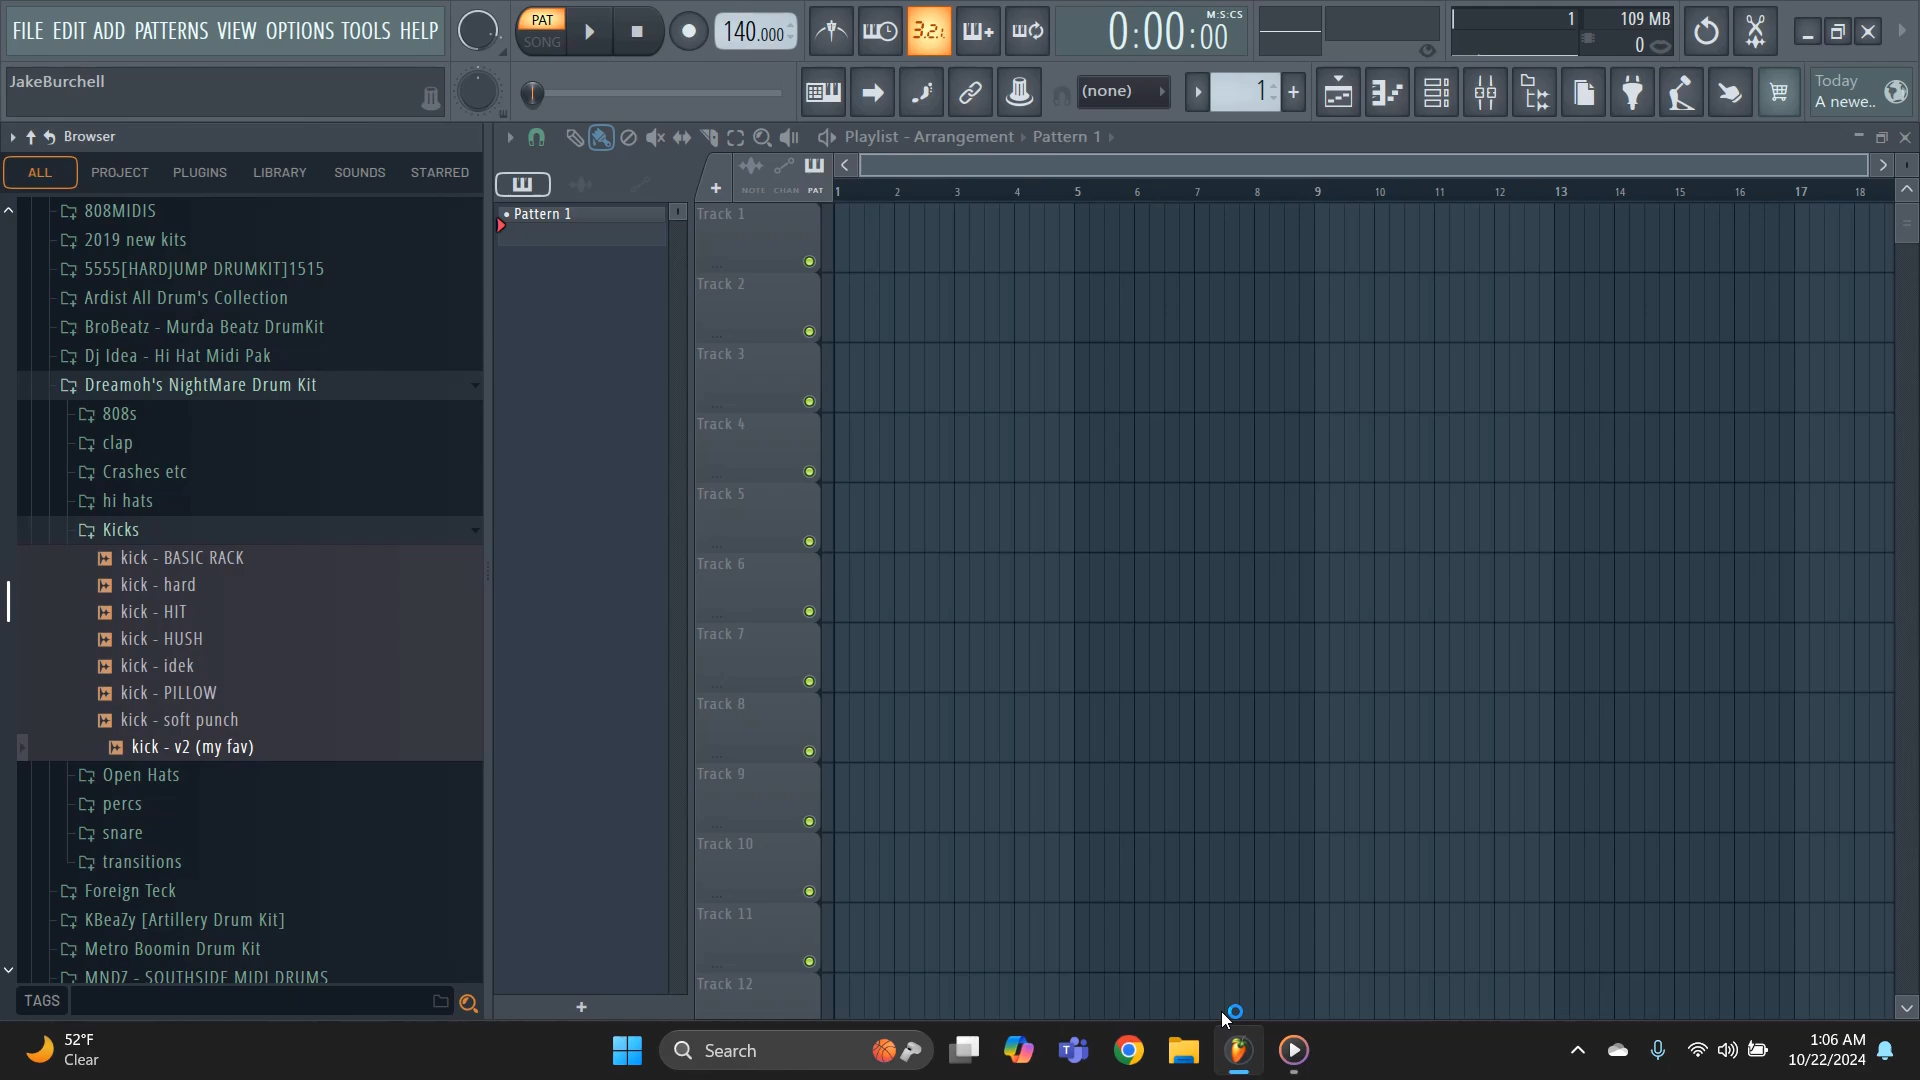 FILE EDIT ADD PATTERNS VIEW OPTIONS TOOLS HELP
PAT
SONG
140.000
3.2.1.
0:00:00
M:S:CS
1
109 MB
0
JakeBurchell
(none)
1
Today
A newe..
Browser
Playlist - Arrangement › Pattern 1 ›
ALL
PROJECT
PLUGINS
LIBRARY
SOUNDS
STARRED
NOTE CHAN PAT
1 2 3 4 5 6 7 8 9 10 11 12 13 14 15 16 17 18
Pattern 1
808MIDIS
2019 new kits
5555[HARDJUMP DRUMKIT]1515
Ardist All Drum's Collection
BroBeatz - Murda Beatz DrumKit
Dj Idea - Hi Hat Midi Pak
Dreamoh's NightMare Drum Kit
808s
clap
Crashes etc
hi hats
Kicks
kick - BASIC RACK
kick - hard
kick - HIT
kick - HUSH
kick - idek
kick - PILLOW
kick - soft punch
kick - v2 (my fav)
Open Hats
percs
snare
transitions
Foreign Teck
KBeaZy [Artillery Drum Kit]
Metro Boomin Drum Kit
MNDZ - SOUTHSIDE MIDI DRUMS
TAGS
Track 1
Track 2
Track 3
Track 4
Track 5
Track 6
Track 7
Track 8
Track 9
Track 10
Track 11
Track 12
52°F
Clear
Search
1:06 AM
10/22/2024